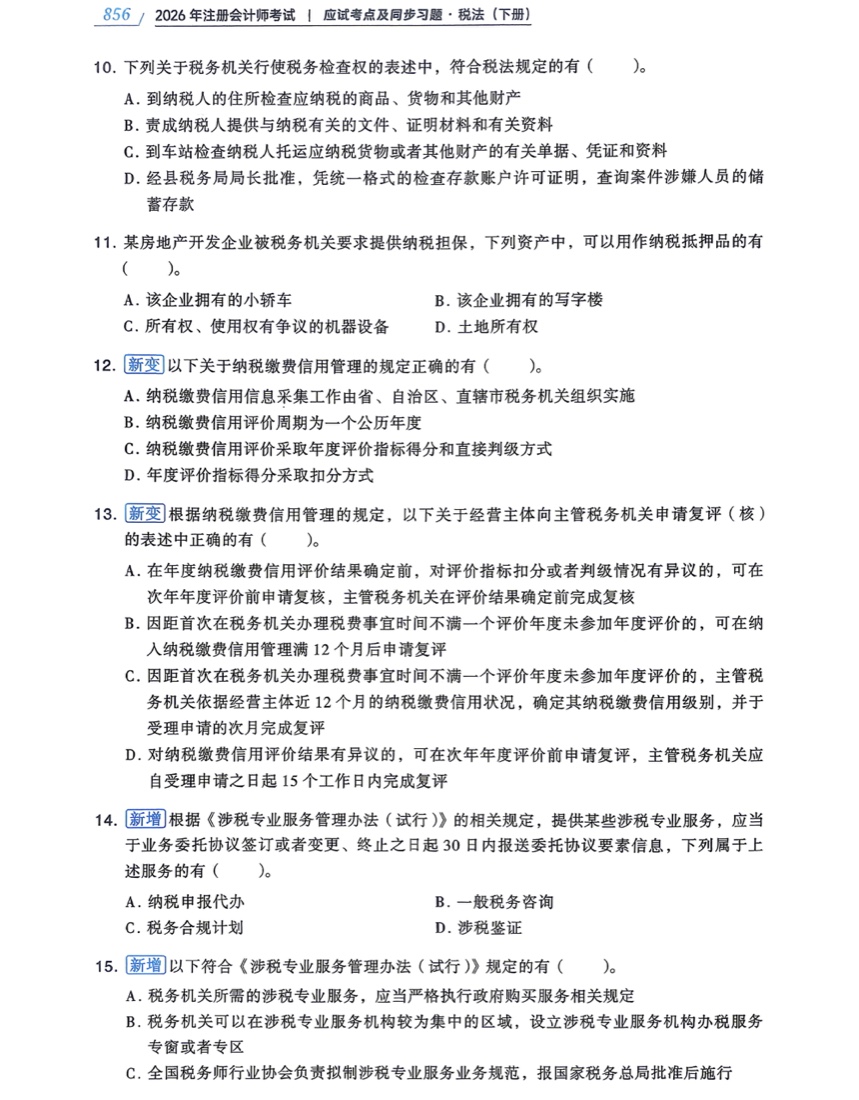 856 / 2026 年注册会计师考试 | 应试考点及同步习题·税法(下册)
10. 下列关于税务机关行使税务检查权的表述中,符合税法规定的有( )。
A. 到纳税人的住所检查应纳税的商品、货物和其他财产
B. 责成纳税人提供与纳税有关的文件、证明材料和有关资料
C. 到车站检查纳税人托运应纳税货物或者其他财产的有关单据、凭证和资料
D. 经县税务局局长批准,凭统一格式的检查存款账户许可证明,查询案件涉嫌人员的储
蓄存款
11. 某房地产开发企业被税务机关要求提供纳税担保,下列资产中,可以用作纳税抵押品的有
( )。
A. 该企业拥有的小轿车 B. 该企业拥有的写字楼
C. 所有权、使用权有争议的机器设备 D. 土地所有权
12. 新变 以下关于纳税缴费信用管理的规定正确的有( )。
A. 纳税缴费信用信息采集工作由省、自治区、直辖市税务机关组织实施
B. 纳税缴费信用评价周期为一个公历年度
C. 纳税缴费信用评价采取年度评价指标得分和直接判级方式
D. 年度评价指标得分采取扣分方式
13. 新变 根据纳税缴费信用管理的规定,以下关于经营主体向主管税务机关申请复评(核)
的表述中正确的有( )。
A. 在年度纳税缴费信用评价结果确定前,对评价指标扣分或者判级情况有异议的,可在
次年年度评价前申请复核,主管税务机关在评价结果确定前完成复核
B. 因距首次在税务机关办理税费事宜时间不满一个评价年度未参加年度评价的,可在纳
入纳税缴费信用管理满 12 个月后申请复评
C. 因距首次在税务机关办理税费事宜时间不满一个评价年度未参加年度评价的,主管税
务机关依据经营主体近 12 个月的纳税缴费信用状况,确定其纳税缴费信用级别,并于
受理申请的次月完成复评
D. 对纳税缴费信用评价结果有异议的,可在次年年度评价前申请复评,主管税务机关应
自受理申请之日起 15 个工作日内完成复评
14. 新增 根据《涉税专业服务管理办法(试行)》的相关规定,提供某些涉税专业服务,应当
于业务委托协议签订或者变更、终止之日起 30 日内报送委托协议要素信息,下列属于上
述服务的有( )。
A. 纳税申报代办 B. 一般税务咨询
C. 税务合规计划 D. 涉税鉴证
15. 新增 以下符合《涉税专业服务管理办法(试行)》规定的有( )。
A. 税务机关所需的涉税专业服务,应当严格执行政府购买服务相关规定
B. 税务机关可以在涉税专业服务机构较为集中的区域,设立涉税专业服务机构办税服务
专窗或者专区
C. 全国税务师行业协会负责拟制涉税专业服务业务规范,报国家税务总局批准后施行